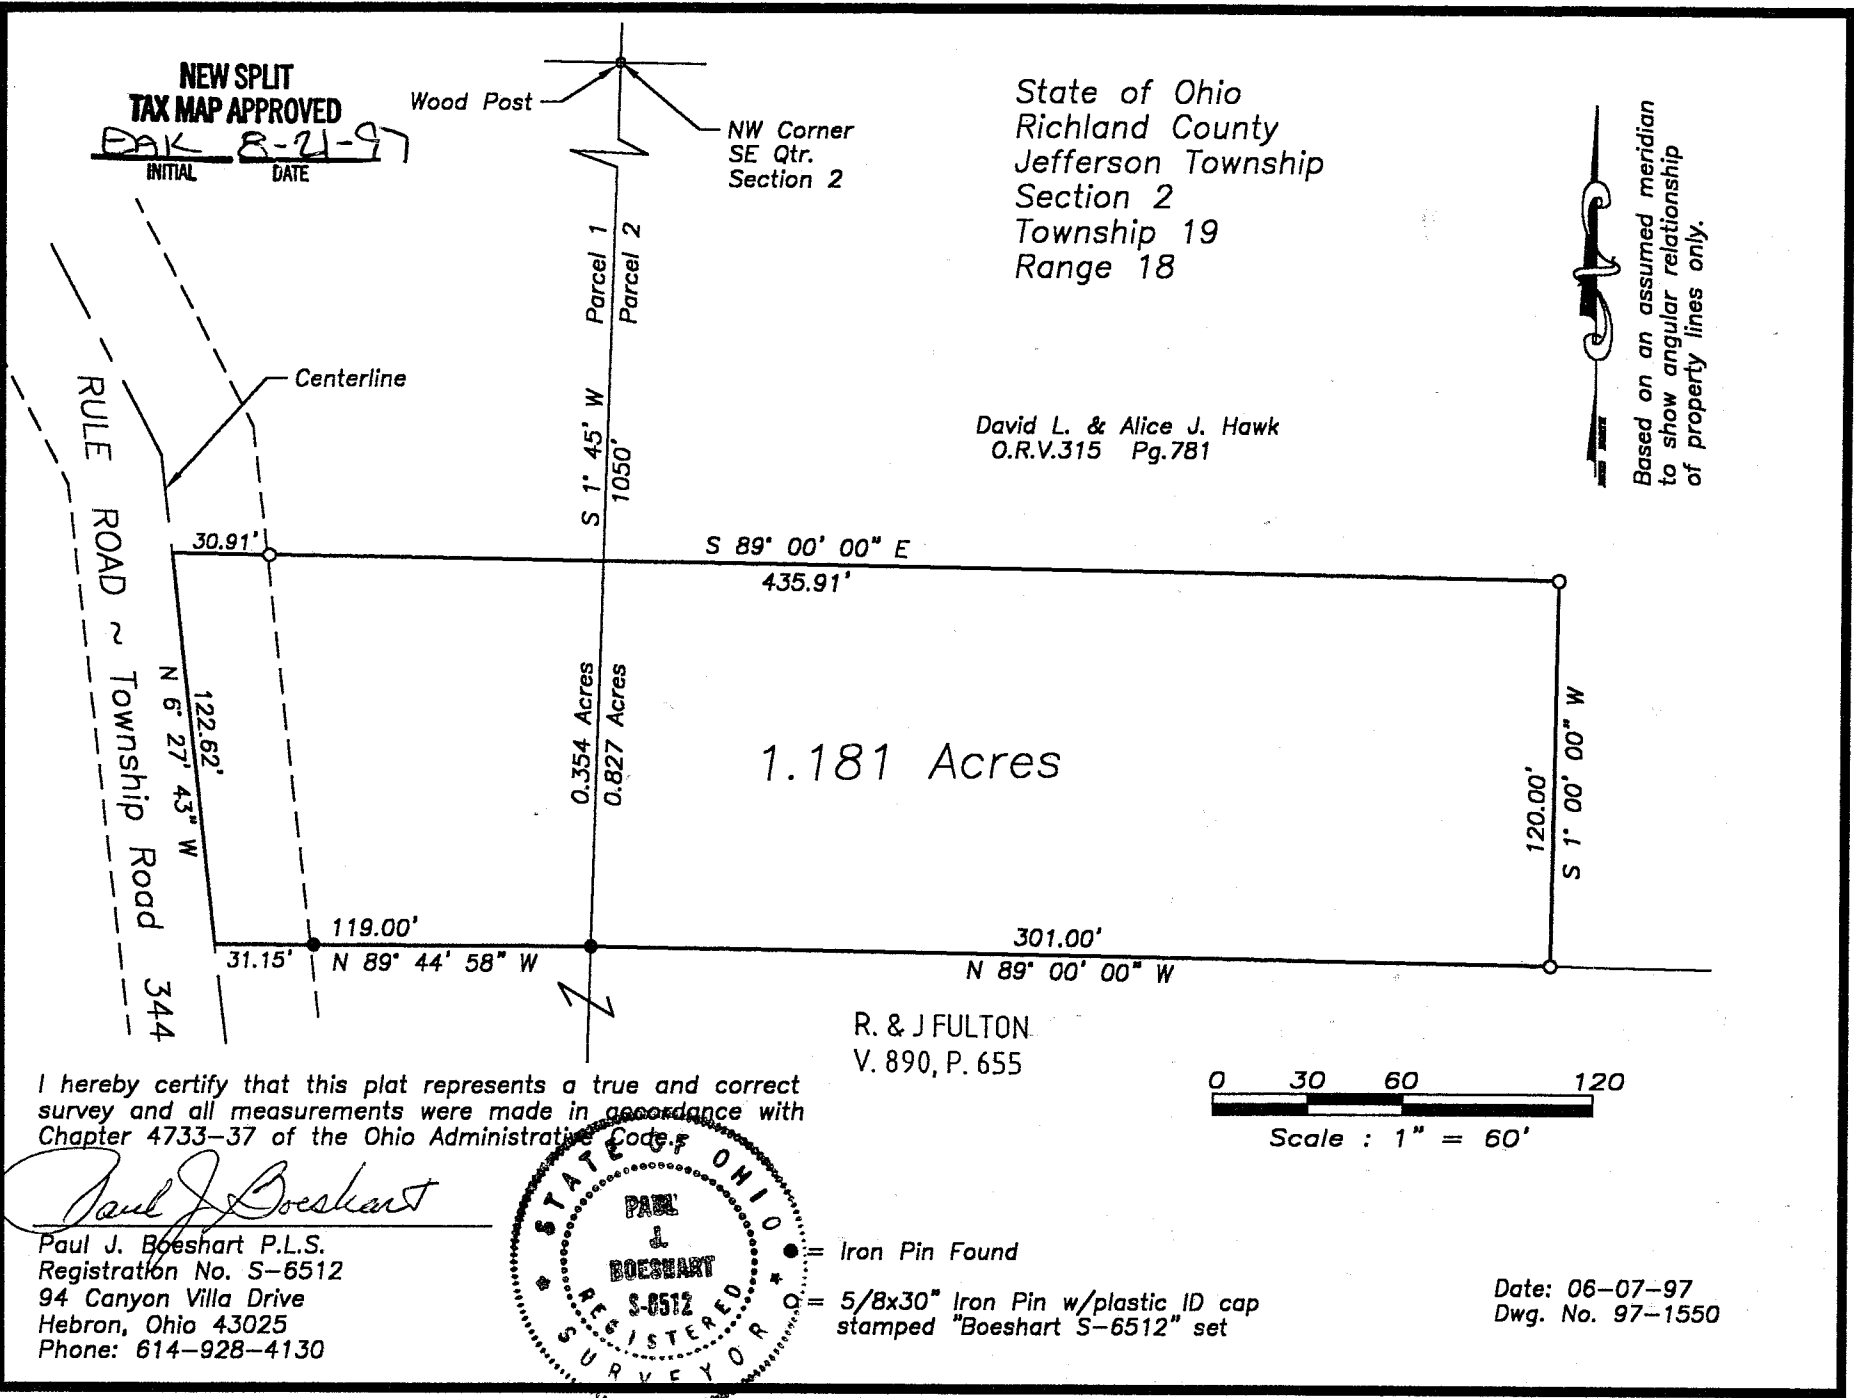 NEW SPLIT
TAX MAP APPROVED
EAK 8-21-97
INITIAL DATE
Wood Post
NW Corner
SE Qtr.
Section 2
State of Ohio
Richland County
Jefferson Township
Section 2
Township 19
Range 18
Based on an assumed meridian
to show angular relationship
of property lines only.
Parcel 1
Parcel 2
Centerline
RULE ROAD ~ Township Road 344
S 1° 45' W
1050'
David L. & Alice J. Hawk
O.R.V.315 Pg.781
30.91'
S 89° 00' 00" E
435.91'
122.62'
N 6° 27' 43" W
0.354 Acres
0.827 Acres
1.181 Acres
120.00'
S 1° 00' 00" W
119.00'
31.15'
N 89° 44' 58" W
301.00'
N 89° 00' 00" W
R. & J FULTON
V. 890, P. 655
0 30 60 120
Scale : 1" = 60'
I hereby certify that this plat represents a true and correct
survey and all measurements were made in accordance with
Chapter 4733-37 of the Ohio Administrative Code.
Paul J. Boeshart
Paul J. Boeshart P.L.S.
Registration No. S-6512
94 Canyon Villa Drive
Hebron, Ohio 43025
Phone: 614-928-4130
STATE OF OHIO
PAUL
J.
BOESHART
S-6512
REGISTERED
SURVEYOR
= Iron Pin Found
= 5/8x30" Iron Pin w/plastic ID cap
stamped "Boeshart S-6512" set
Date: 06-07-97
Dwg. No. 97-1550